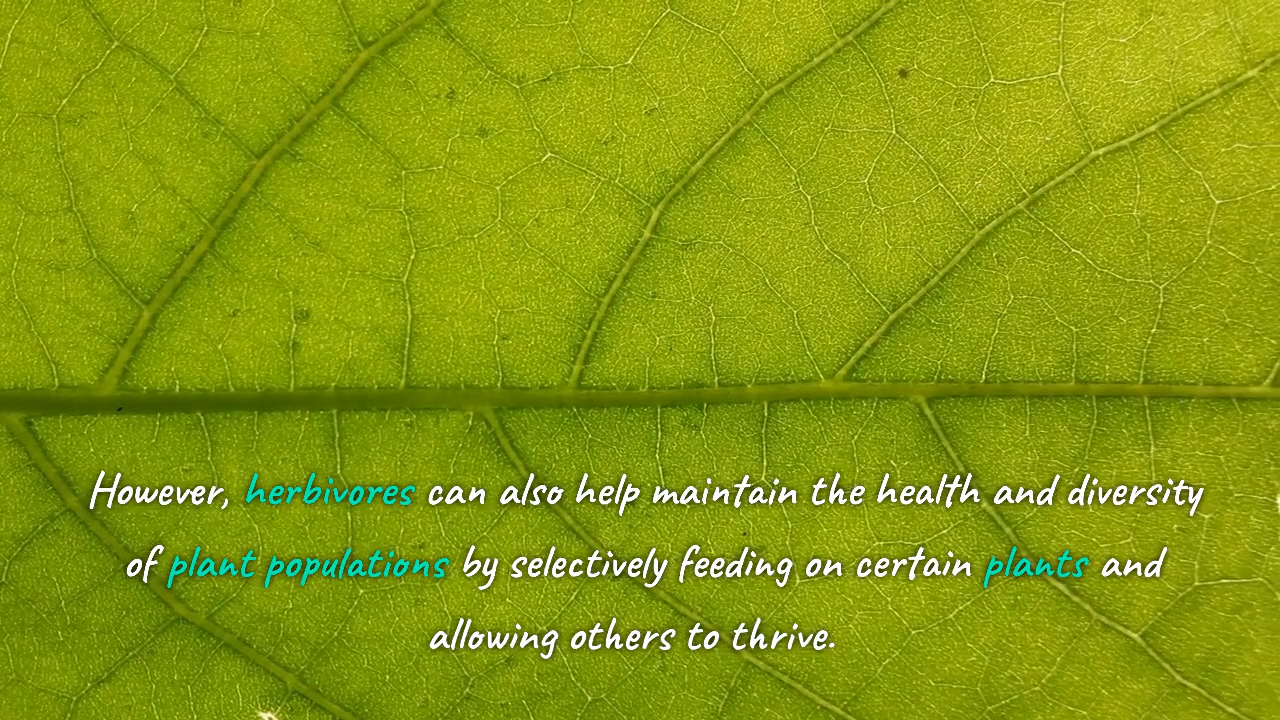 However, herbivores can also help maintain the health and diversity
of plant populations by selectively feeding on certain plants and
allowing others to thrive.